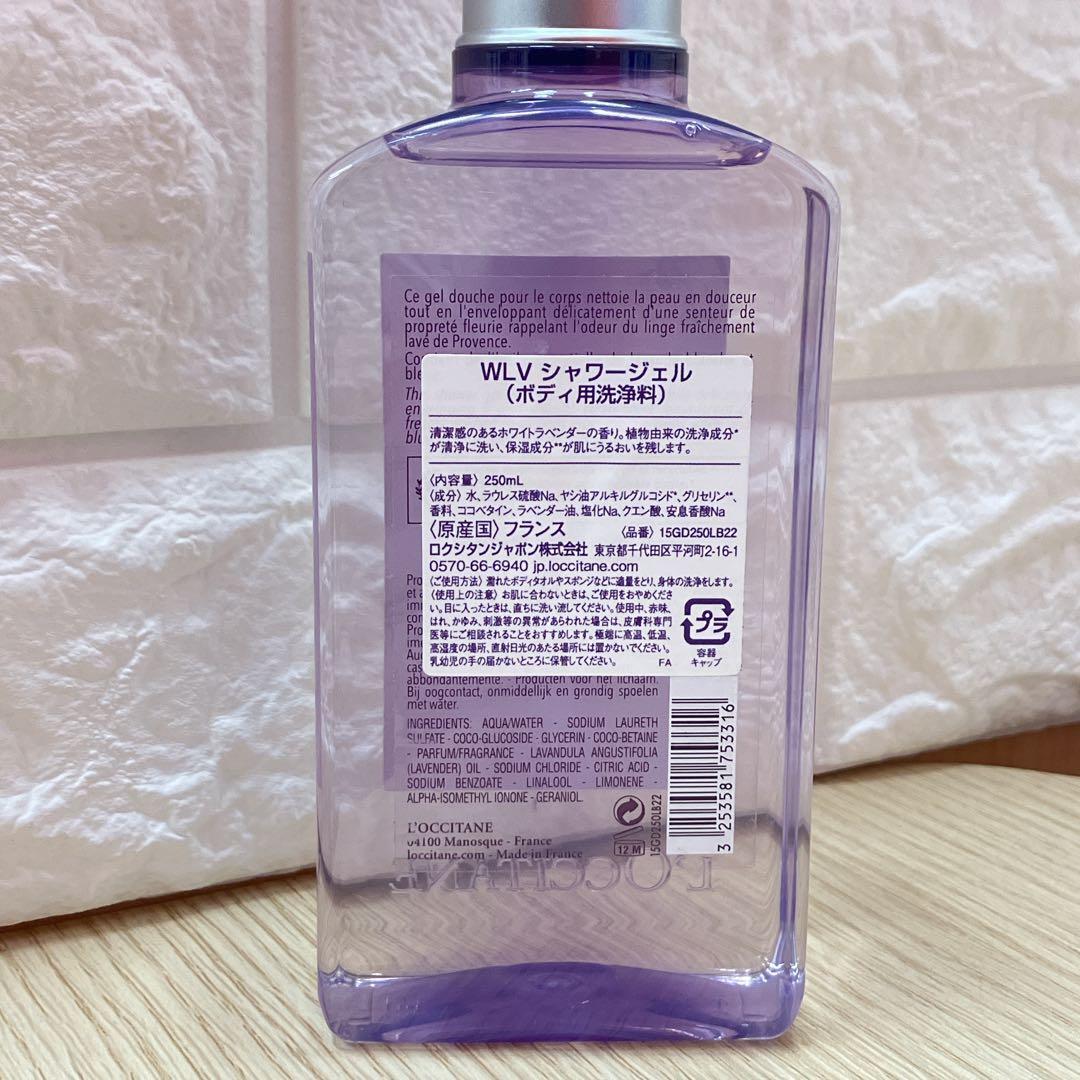 Ce gel douche pour le corps nettoie la peau en douceur
tout en l'enveloppant délicatement d'une senteur de
propreté fleurie rappelant l'odeur du linge fraîchement
lavé de Provence.
WLV シャワージェル
(ボディ用洗浄料)
清潔感のあるホワイトラベンダーの香り。植物由来の洗浄成分*
が清浄に洗い、保湿成分**が肌にうるおいを残します。
〈内容量〉 250mL
〈成分〉 水、ラウレス硫酸Na、ヤシ油アルキルグルコシド*、グリセリン**、
香料、ココベタイン、ラベンダー油、塩化Na、クエン酸、安息香酸Na
〈原産国〉フランス 〈品番〉 15GD250LB22
ロクシタンジャポン株式会社 東京都千代田区平河町2-16-1
0570-66-6940 jp.loccitane.com
〈ご使用方法〉 濡れたボディタオルやスポンジなどに適量をとり、身体の洗浄をします。
〈使用上の注意〉 お肌に合わないときは、ご使用をおやめくださ
い。目に入ったときは、直ちに洗い流してください。使用中、赤味、
はれ、かゆみ、刺激等の異常があらわれた場合は、皮膚科専門
医等にご相談されることをおすすめします。極端に高温、低温、
高湿度の場所、直射日光のあたる場所には置かないでください。
乳幼児の手の届かないところに保管してください。 FA
プラ
容器
キャップ
abbondantemente. - Producten voor het lichaam.
Bij oogcontact, onmiddellijk en grondig spoelen
met water.
INGREDIENTS: AQUA/WATER - SODIUM LAURETH
SULFATE - COCO-GLUCOSIDE - GLYCERIN - COCO-BETAINE
- PARFUM/FRAGRANCE - LAVANDULA ANGUSTIFOLIA
(LAVENDER) OIL - SODIUM CHLORIDE - CITRIC ACID -
SODIUM BENZOATE - LINALOOL - LIMONENE -
ALPHA-ISOMETHYL IONONE - GERANIOL.
L'OCCITANE
04100 Manosque - France
loccitane.com - Made in France
12 M
15GD250LB22
3 253581 753316
L'OCCITANE